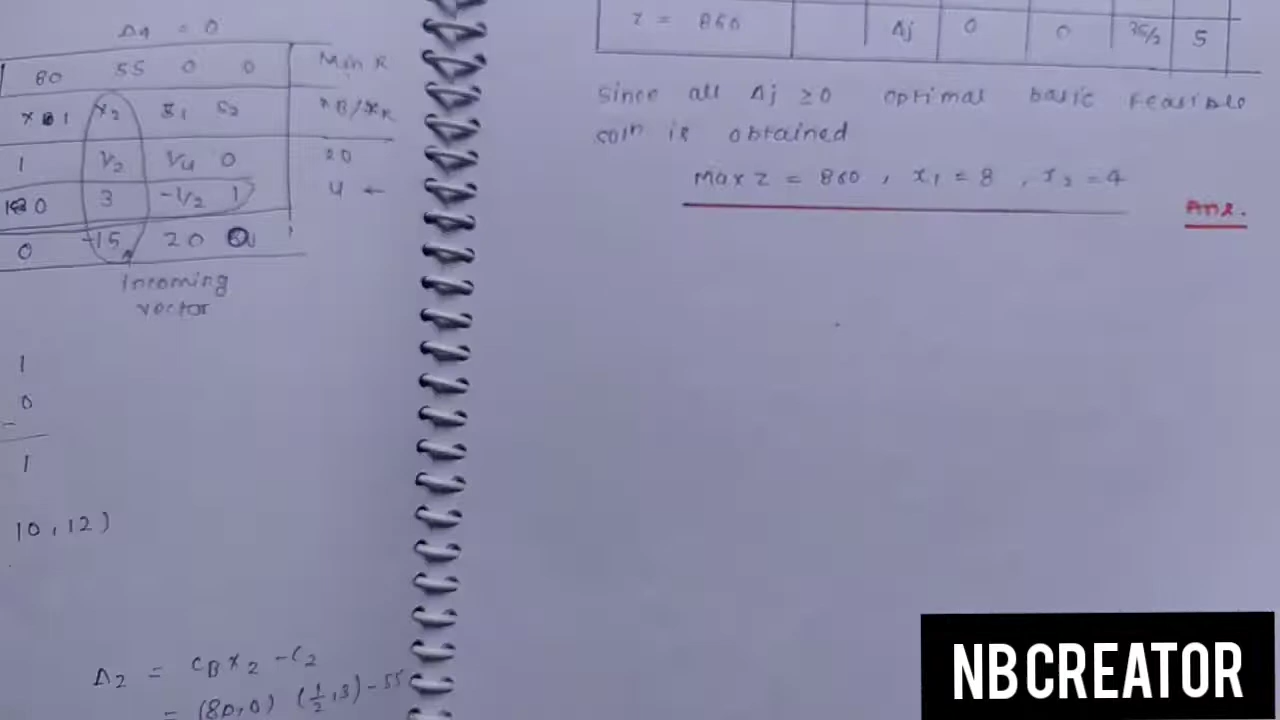 Δ4 = 0
80 55 0 0 Min R
x2 S1 S2 xB/xK
1 1/2 1/4 0 20
0 3 -1/2 1 4 ←
0 -15 20
Incoming
vector
1
0
-
1
10, 12)
Δ2 = CB x2 - C2
= (80,0) (1/2,3) - 55
z = 860 Δj 0 0 35/2 5
Since all Δj ≥0 optimal basic Feasible
soln is obtained
Max z = 860 , x1 = 8 , x2 = 4
Ans.
NB CREATOR